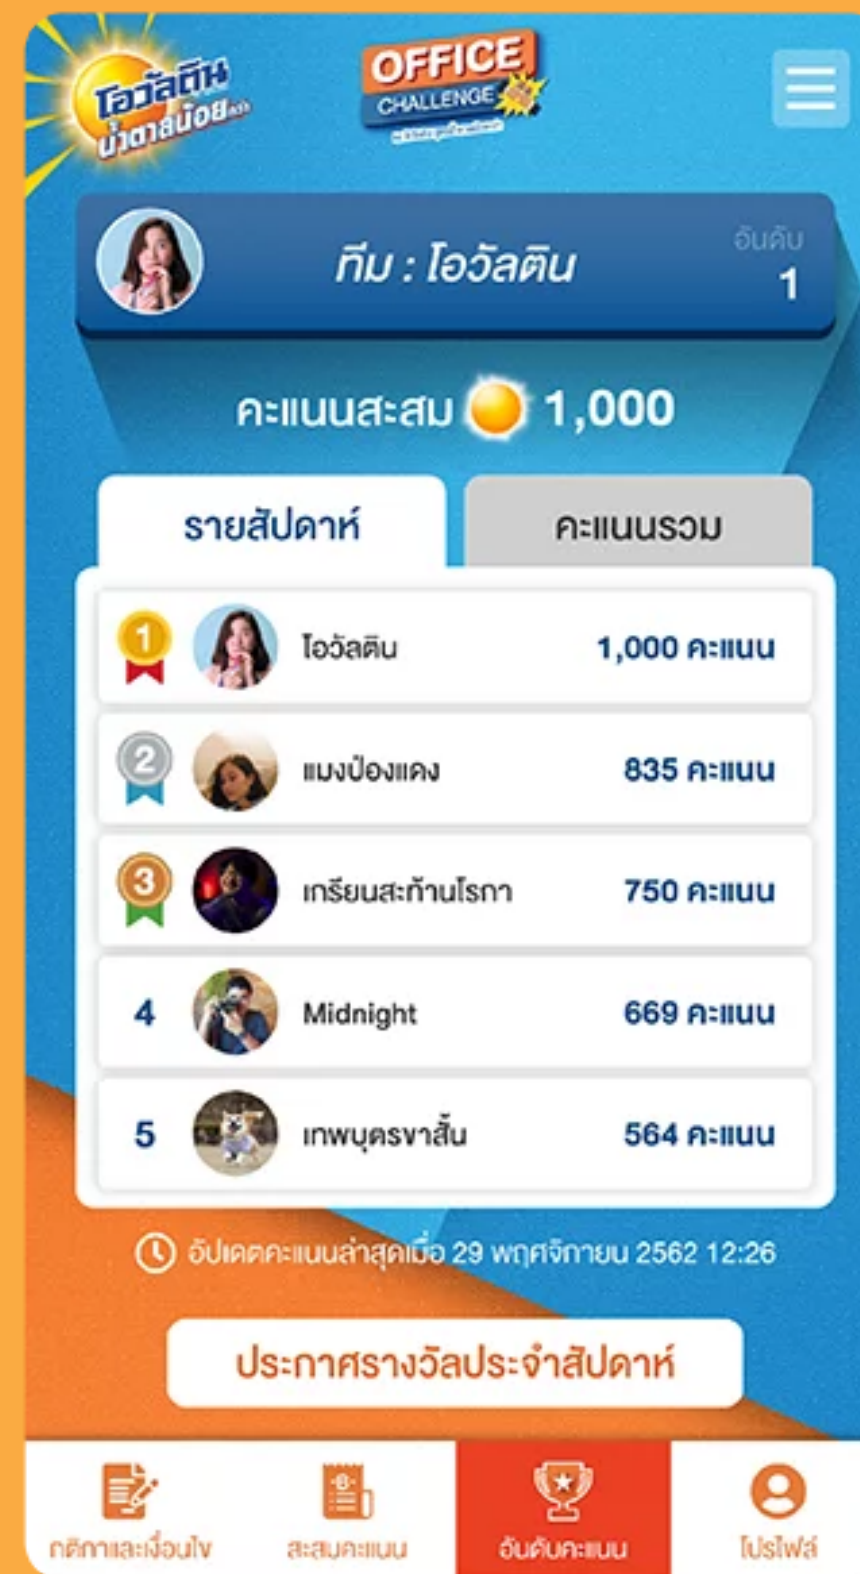 โอวัลติน
น้ำตาลน้อยกว่า
OFFICE
CHALLENGE
ทีม : โอวัลติน
อันดับ
1
คะแนนสะสม 1,000
รายสัปดาห์
คะแนนรวม
1 โอวัลติน 1,000 คะแนน
2 แมงป่องแดง 835 คะแนน
3 เกรียนสะท้านโรกา 750 คะแนน
4 Midnight 669 คะแนน
5 เทพบุตรขาสั้น 564 คะแนน
อัปเดตคะแนนล่าสุดเมื่อ 29 พฤศจิกายน 2562 12:26
ประกาศรางวัลประจำสัปดาห์
กติกาและเงื่อนไข
สะสมคะแนน
อันดับคะแนน
โปรไฟล์